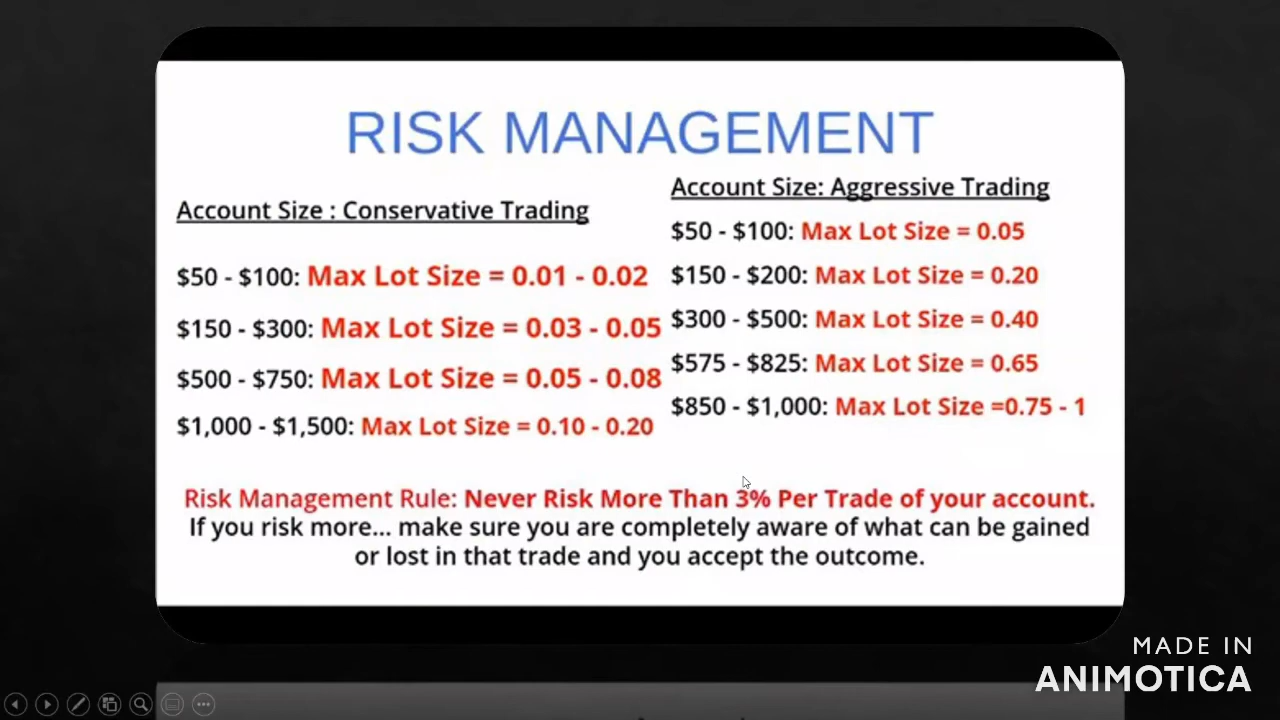 RISK MANAGEMENT
Account Size : Conservative Trading
$50 - $100: Max Lot Size = 0.01 - 0.02
$150 - $300: Max Lot Size = 0.03 - 0.05
$500 - $750: Max Lot Size = 0.05 - 0.08
$1,000 - $1,500: Max Lot Size = 0.10 - 0.20
Account Size: Aggressive Trading
$50 - $100: Max Lot Size = 0.05
$150 - $200: Max Lot Size = 0.20
$300 - $500: Max Lot Size = 0.40
$575 - $825: Max Lot Size = 0.65
$850 - $1,000: Max Lot Size =0.75 - 1
Risk Management Rule: Never Risk More Than 3% Per Trade of your account.
If you risk more... make sure you are completely aware of what can be gained
or lost in that trade and you accept the outcome.
MADE IN
ANIMOTICA